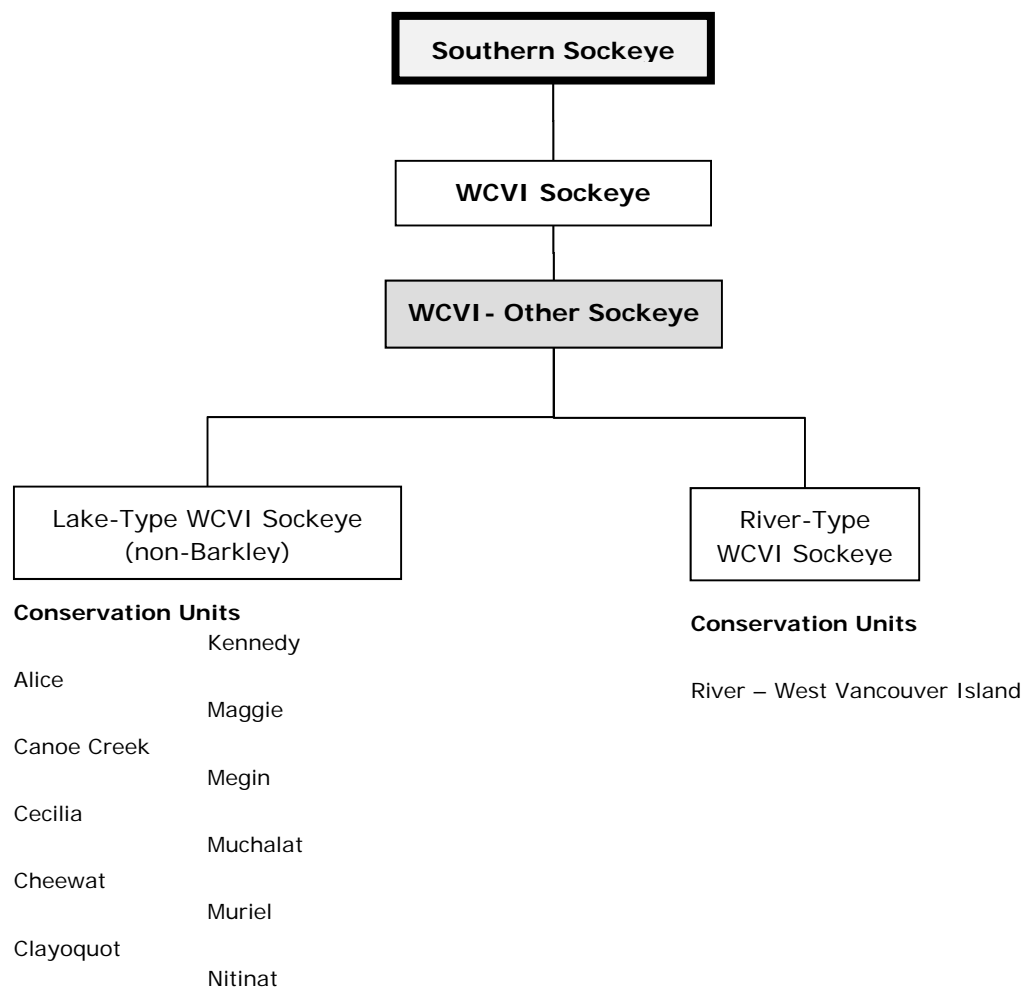 Southern Sockeye
WCVI Sockeye
WCVI- Other Sockeye
Lake-Type WCVI Sockeye
(non-Barkley)
Conservation Units
Kennedy
Alice
Maggie
Canoe Creek
Megin
Cecilia
Muchalat
Cheewat
Muriel
Clayoquot
Nitinat
River-Type
WCVI Sockeye
Conservation Units
River – West Vancouver Island